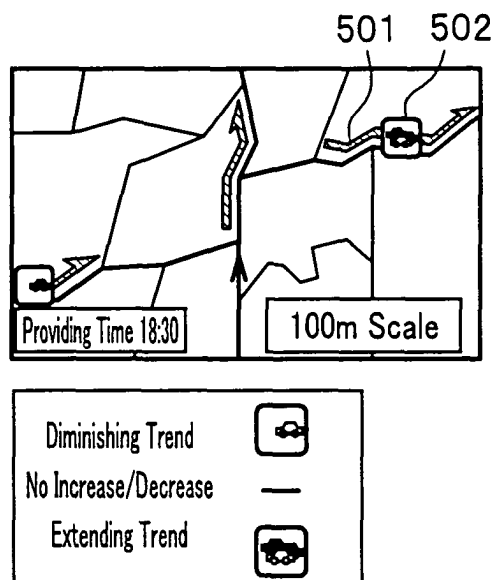 501 502
Providing Time 18:30
100m Scale
Diminishing Trend
No Increase/Decrease
Extending Trend